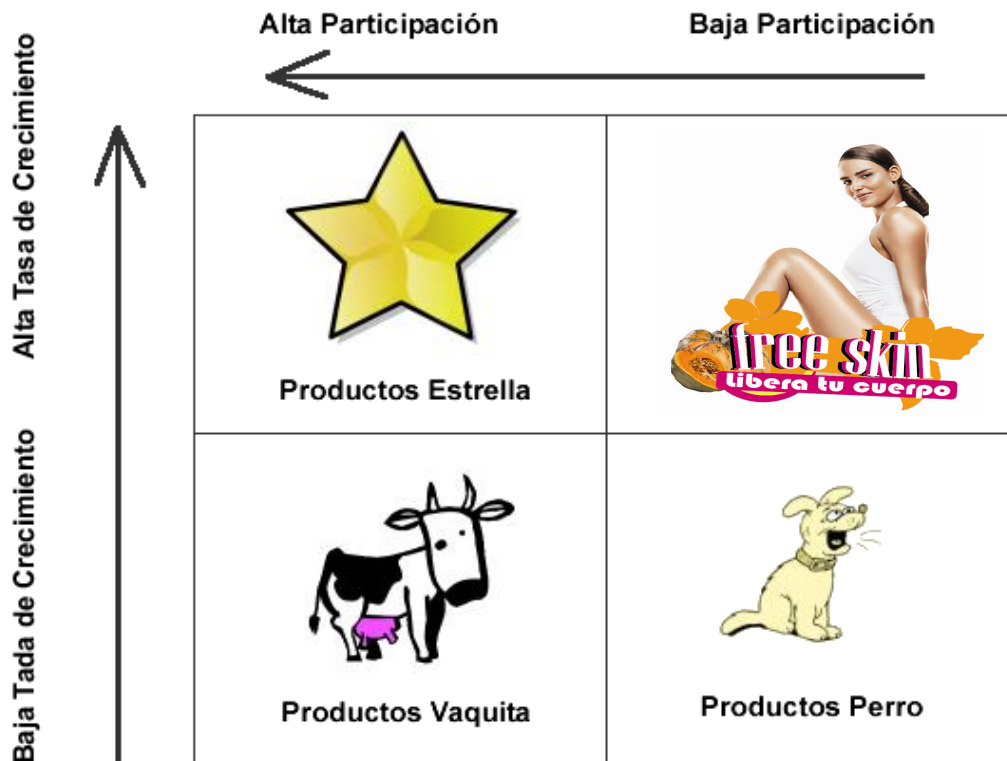 Alta Participación
Baja Participación
Alta Tasa de Crecimiento
Productos Estrella
free skin
Libera tu cuerpo
Baja Tada de Crecimiento
Productos Vaquita
Productos Perro